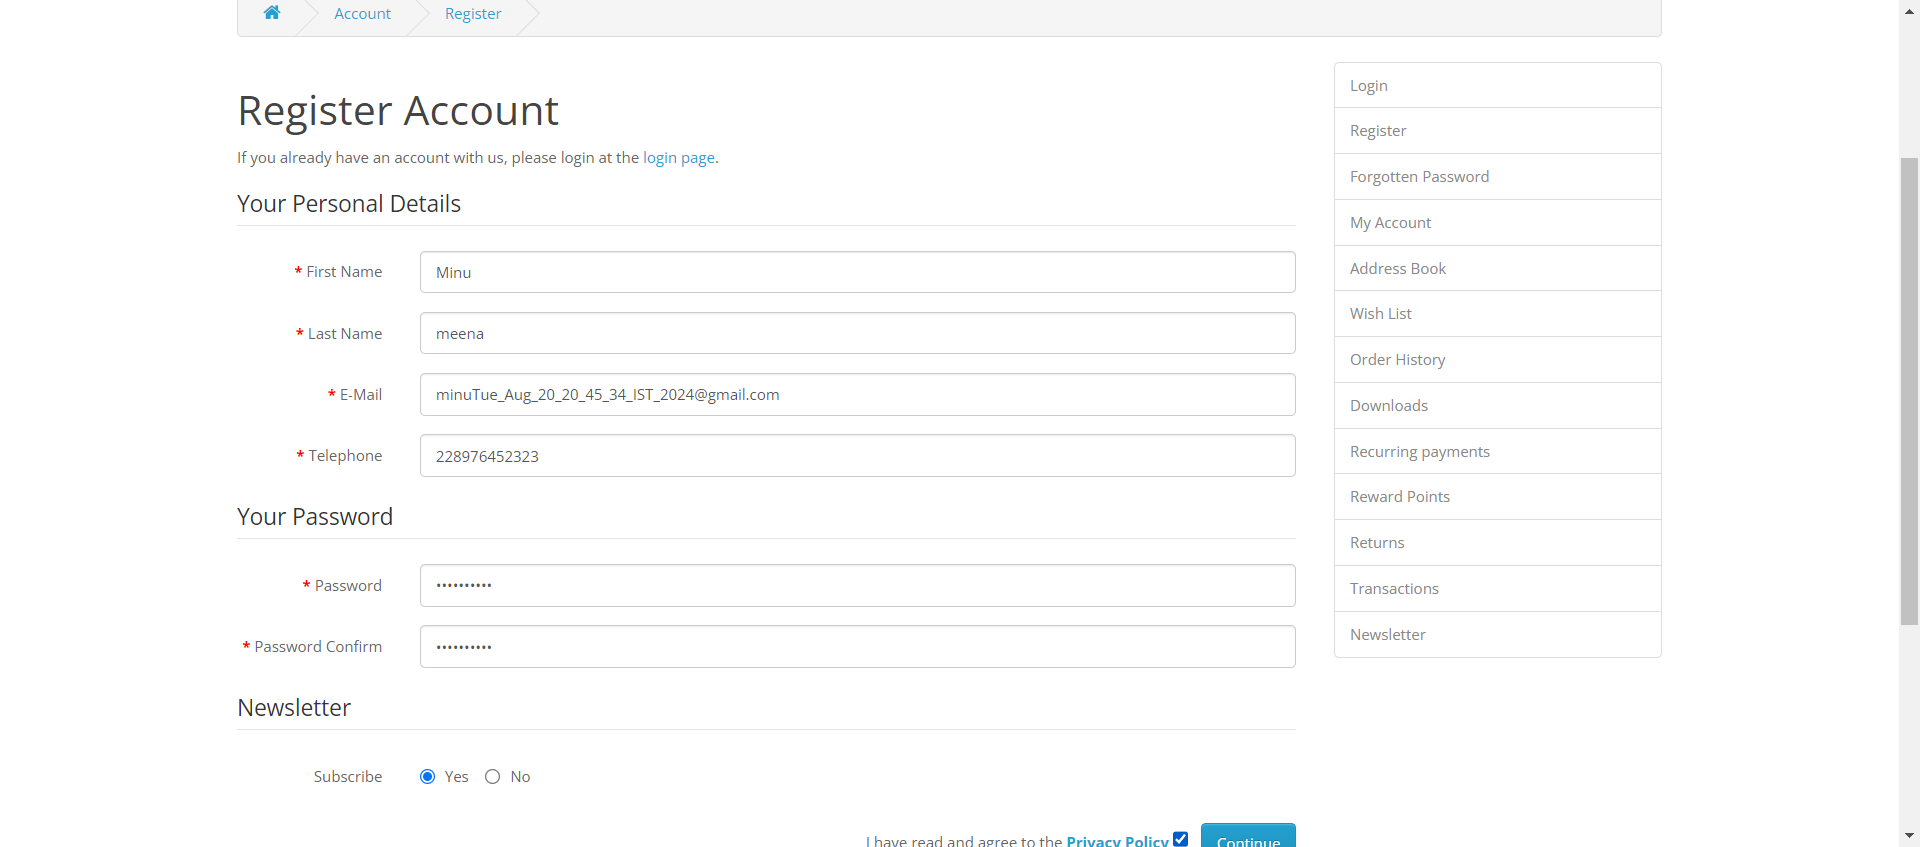 Account
Register
Register Account
If you already have an account with us, please login at the login page.
Your Personal Details
* First Name
Minu
* Last Name
meena
* E-Mail
minuTue_Aug_20_20_45_34_IST_2024@gmail.com
* Telephone
228976452323
Your Password
* Password
••••••••••
* Password Confirm
••••••••••
Newsletter
Subscribe
Yes
No
I have read and agree to the Privacy Policy
Continue
Login
Register
Forgotten Password
My Account
Address Book
Wish List
Order History
Downloads
Recurring payments
Reward Points
Returns
Transactions
Newsletter